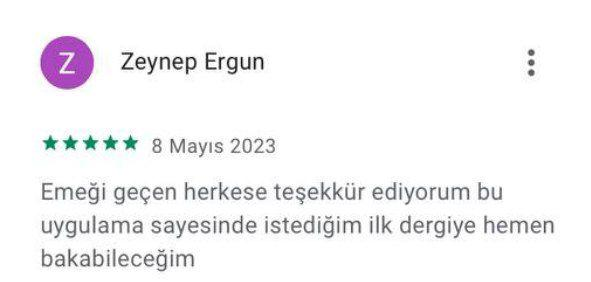 Z
Zeynep Ergun
8 Mayıs 2023
Emeği geçen herkese teşekkür ediyorum bu
uygulama sayesinde istediğim ilk dergiye hemen
bakabileceğim